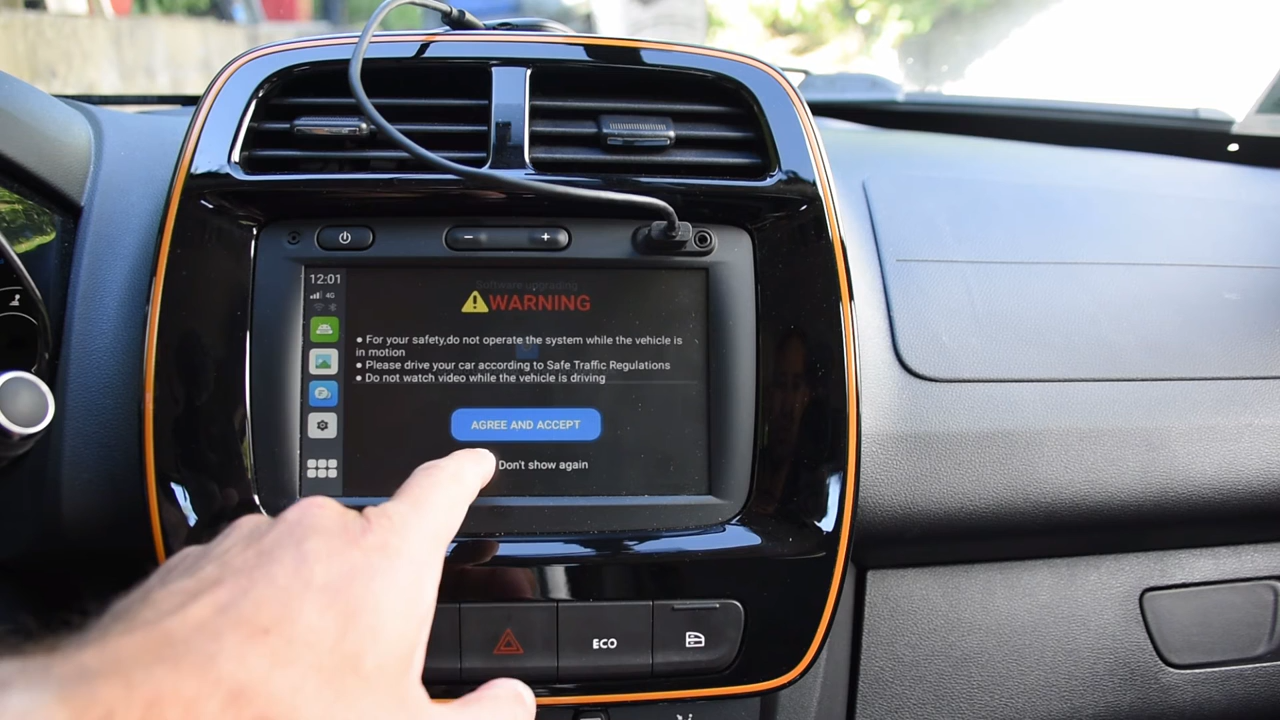 12:01
4G
Software upgrading
WARNING
● For your safety,do not operate the system while the vehicle is
in motion
● Please drive your car according to Safe Traffic Regulations
● Do not watch video while the vehicle is driving
AGREE AND ACCEPT
Don't show again
ECO